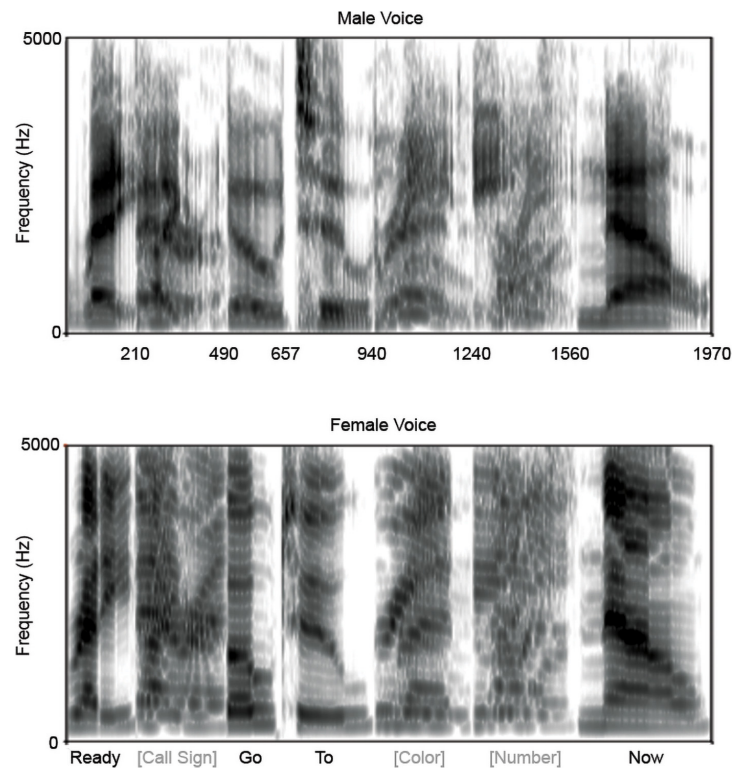 Male Voice
5000
Frequency (Hz)
0
210 490 657 940 1240 1560 1970
Female Voice
5000
Frequency (Hz)
0
Ready [Call Sign] Go To [Color] [Number] Now